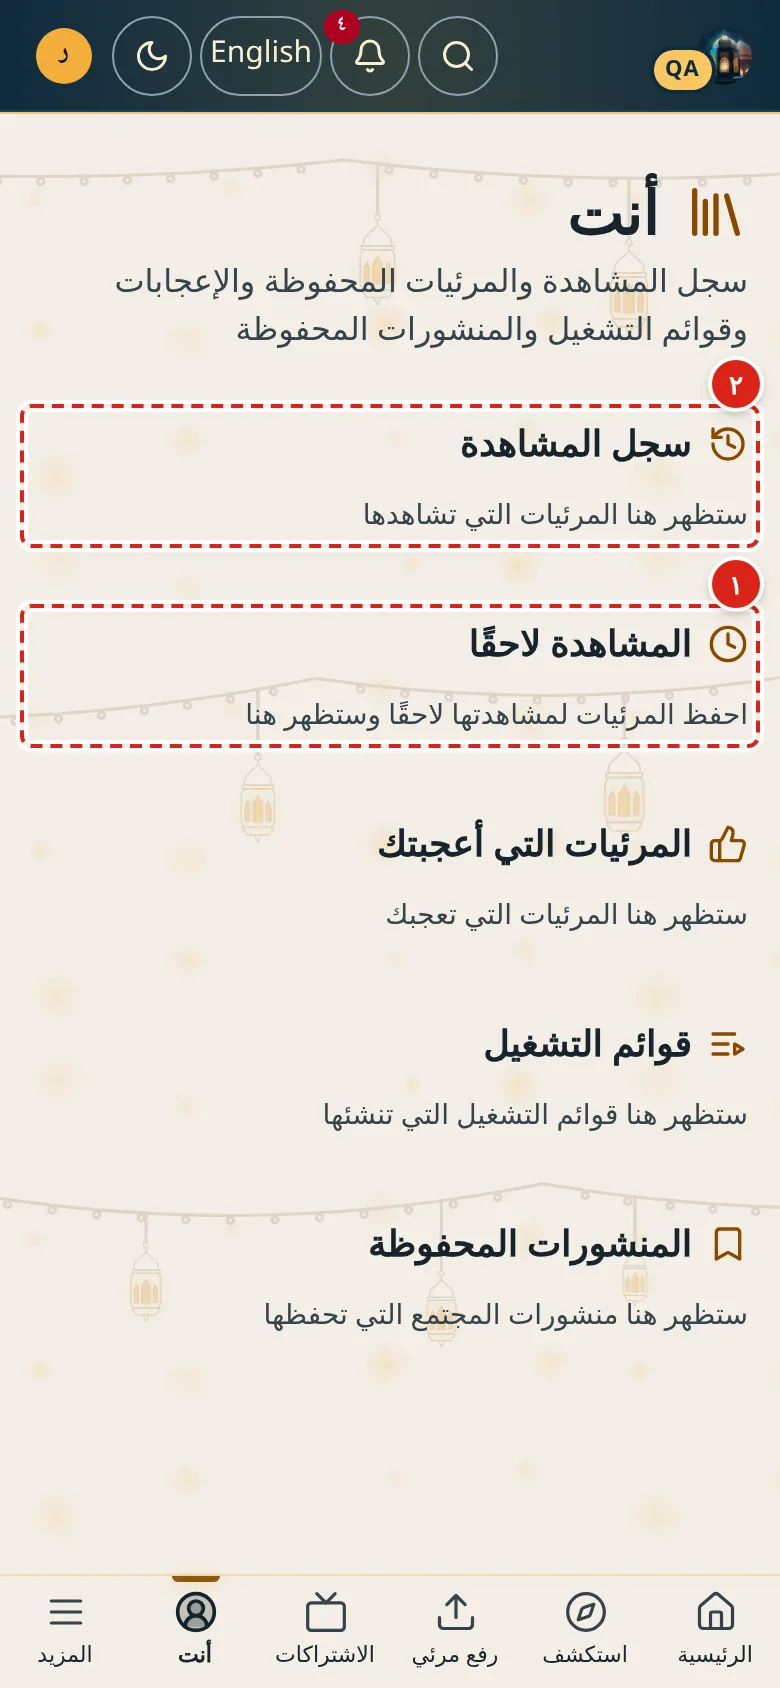 QA
٤
English
ر
أنت
سجل المشاهدة والمرئيات المحفوظة والإعجابات
وقوائم التشغيل والمنشورات المحفوظة
٢
سجل المشاهدة
ستظهر هنا المرئيات التي تشاهدها
١
المشاهدة لاحقًا
احفظ المرئيات لمشاهدتها لاحقًا وستظهر هنا
المرئيات التي أعجبتك
ستظهر هنا المرئيات التي تعجبك
قوائم التشغيل
ستظهر هنا قوائم التشغيل التي تنشئها
المنشورات المحفوظة
ستظهر هنا منشورات المجتمع التي تحفظها
الرئيسية
استكشف
رفع مرئي
الاشتراكات
أنت
المزيد